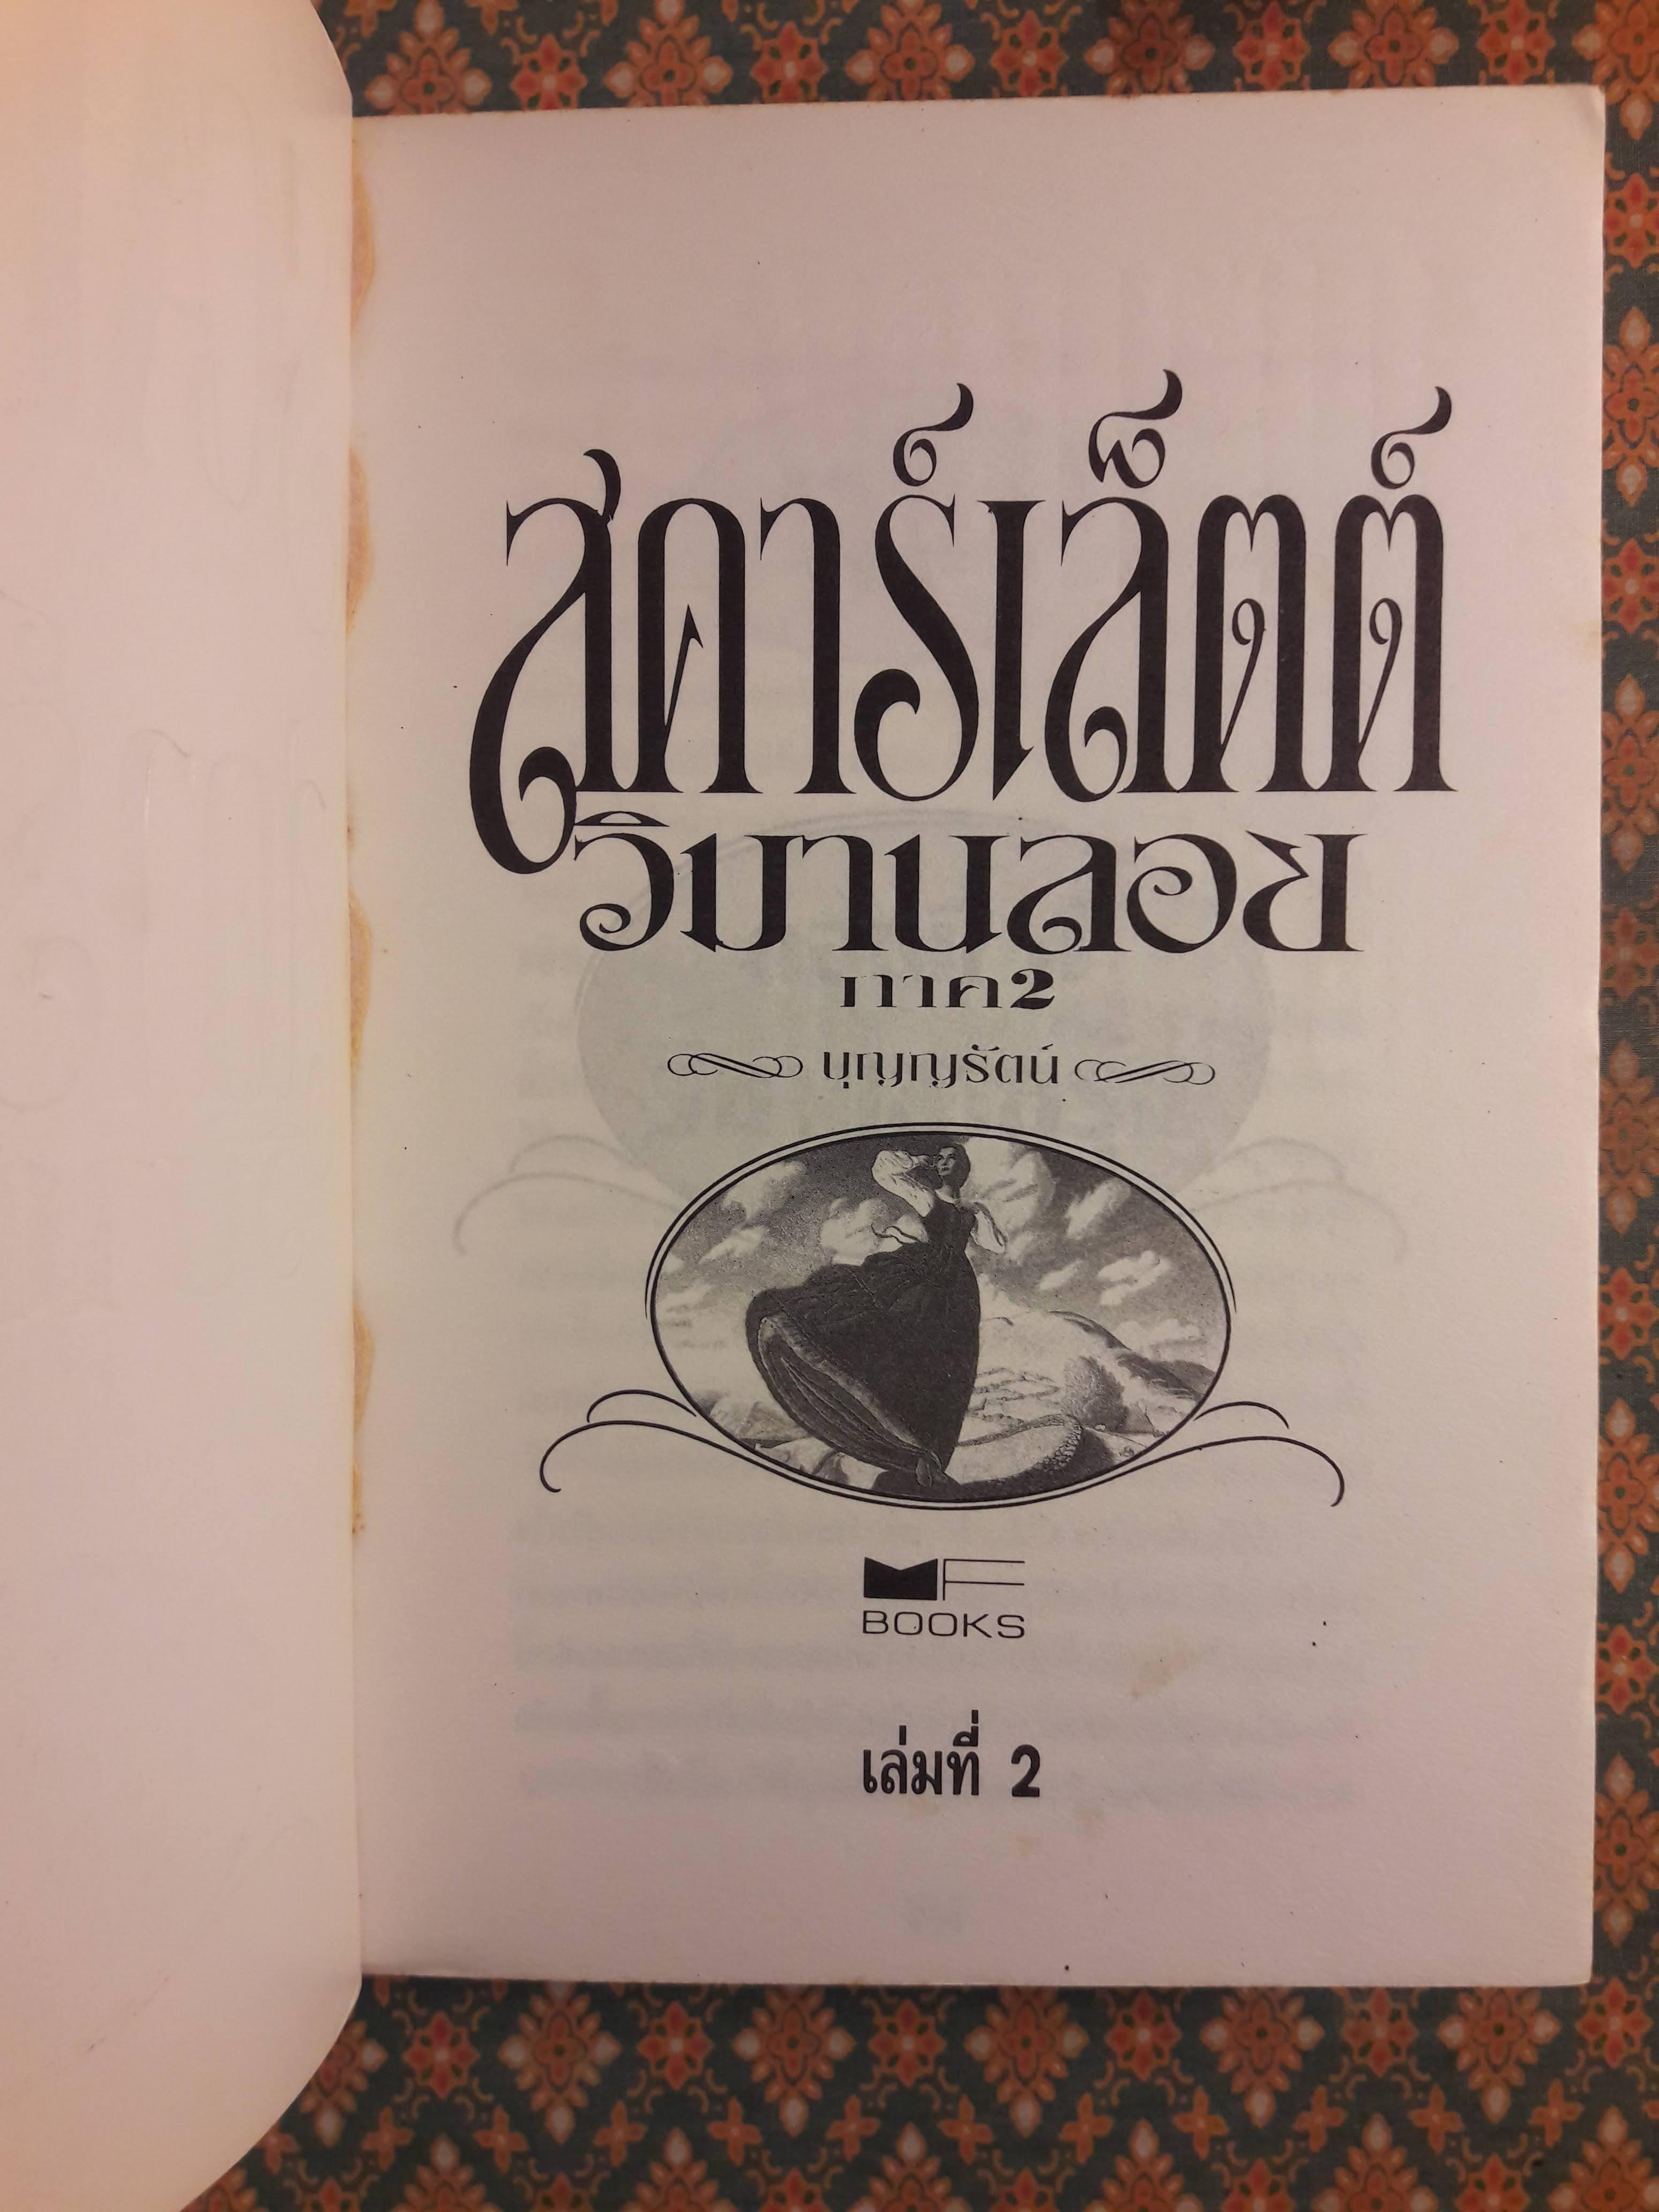 สการ์เล็ตต์
วิมานลอย
ภาค 2
บุญญรัตน์
MF
BOOKS
เล่มที่ 2